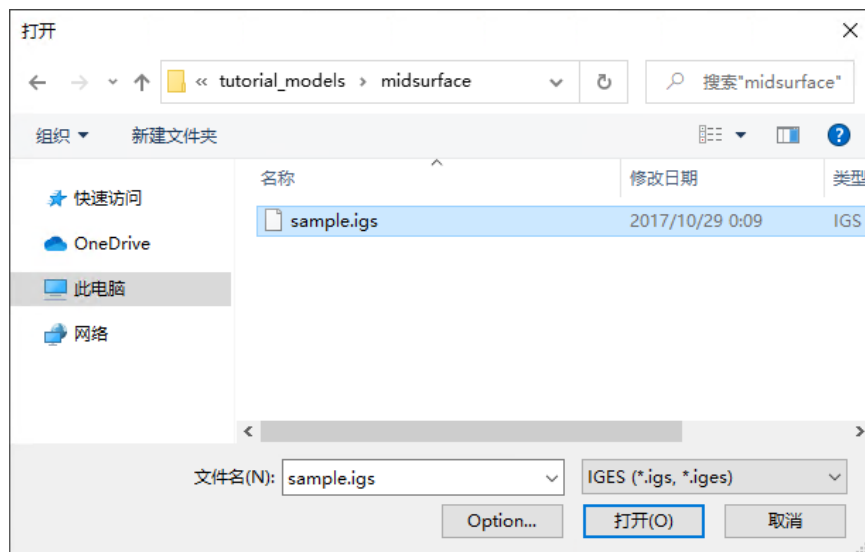 打开
« tutorial_models › midsurface
搜索"midsurface"
组织
新建文件夹
名称
修改日期
类型
快速访问
OneDrive
此电脑
网络
sample.igs
2017/10/29 0:09
IGS
文件名(N):
sample.igs
IGES (*.igs, *.iges)
Option...
打开(O)
取消